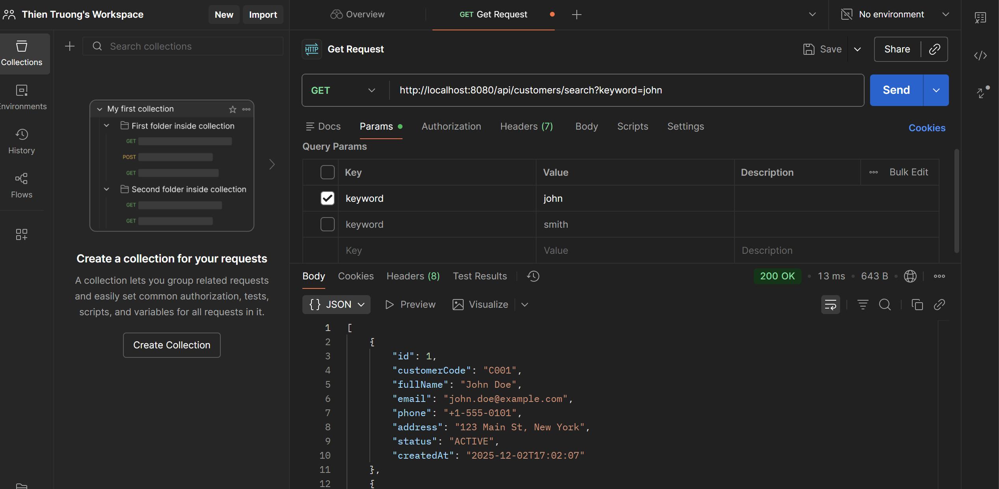 Thien Truong's Workspace
New
Import
Overview
GET Get Request
No environment
Collections
Environments
History
Flows
Search collections
My first collection
First folder inside collection
GET
POST
GET
Second folder inside collection
GET
GET
Create a collection for your requests
A collection lets you group related requests
and easily set common authorization, tests,
scripts, and variables for all requests in it.
Create Collection
HTTP
Get Request
Save
Share
GET
http://localhost:8080/api/customers/search?keyword=john
Send
Docs
Params
Authorization
Headers (7)
Body
Scripts
Settings
Cookies
Query Params
Key
Value
Description
Bulk Edit
keyword
john
keyword
smith
Key
Value
Description
Body
Cookies
Headers (8)
Test Results
200 OK
13 ms
643 B
{} JSON
Preview
Visualize
1 [
2 {
3 "id": 1,
4 "customerCode": "C001",
5 "fullName": "John Doe",
6 "email": "john.doe@example.com",
7 "phone": "+1-555-0101",
8 "address": "123 Main St, New York",
9 "status": "ACTIVE",
10 "createdAt": "2025-12-02T17:02:07"
11 },
12 {